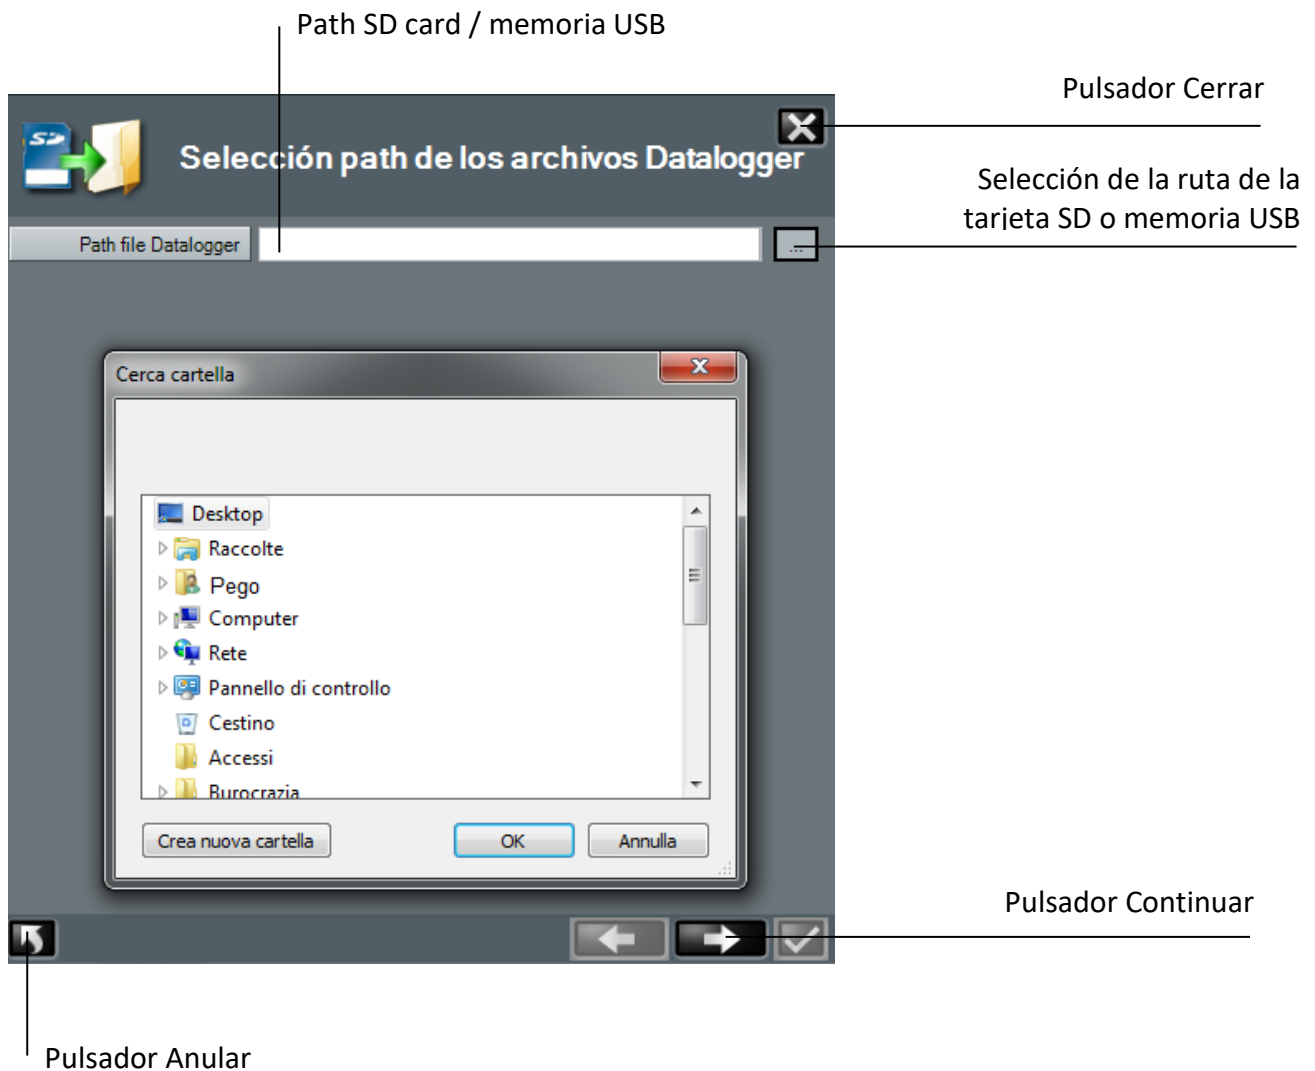 Path SD card / memoria USB
Pulsador Cerrar
SD
Selección path de los archivos Datalogger
Selección de la ruta de la
tarjeta SD o memoria USB
Path file Datalogger
...
Cerca cartella
Desktop
Raccolte
Pego
Computer
Rete
Pannello di controllo
Cestino
Accessi
Burocrazia
Crea nuova cartella
OK
Annulla
Pulsador Continuar
Pulsador Anular